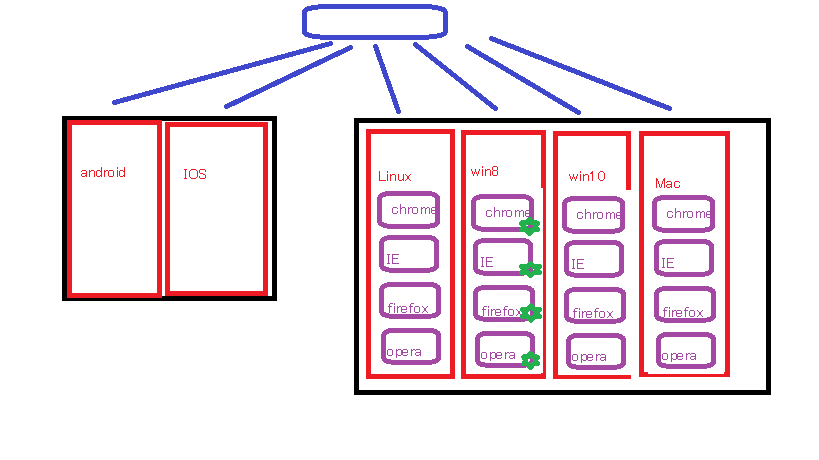 android
IOS
Linux
chrome
IE
firefox
opera
win8
chrome
IE
firefox
opera
win10
chrome
IE
firefox
opera
Mac
chrome
IE
firefox
opera